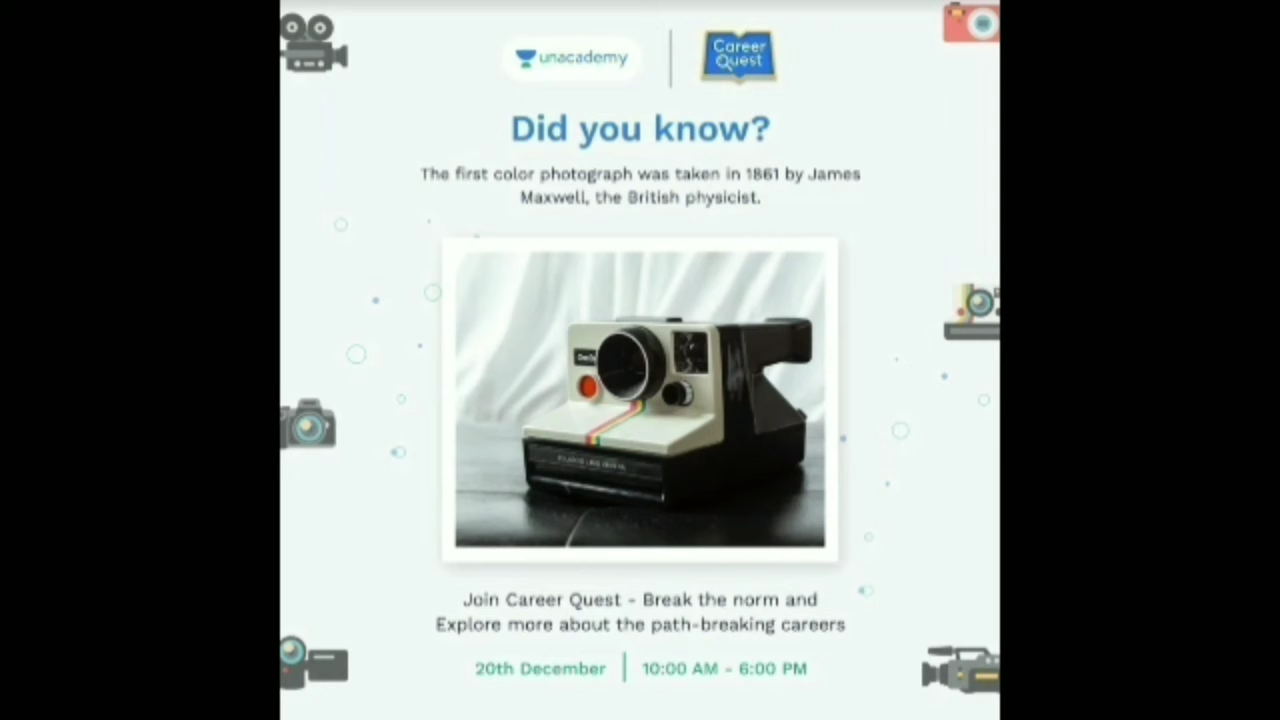 unacademy
Career
Quest
Did you know?
The first color photograph was taken in 1861 by James
Maxwell, the British physicist.
Join Career Quest - Break the norm and
Explore more about the path-breaking careers
20th December
10:00 AM - 6:00 PM